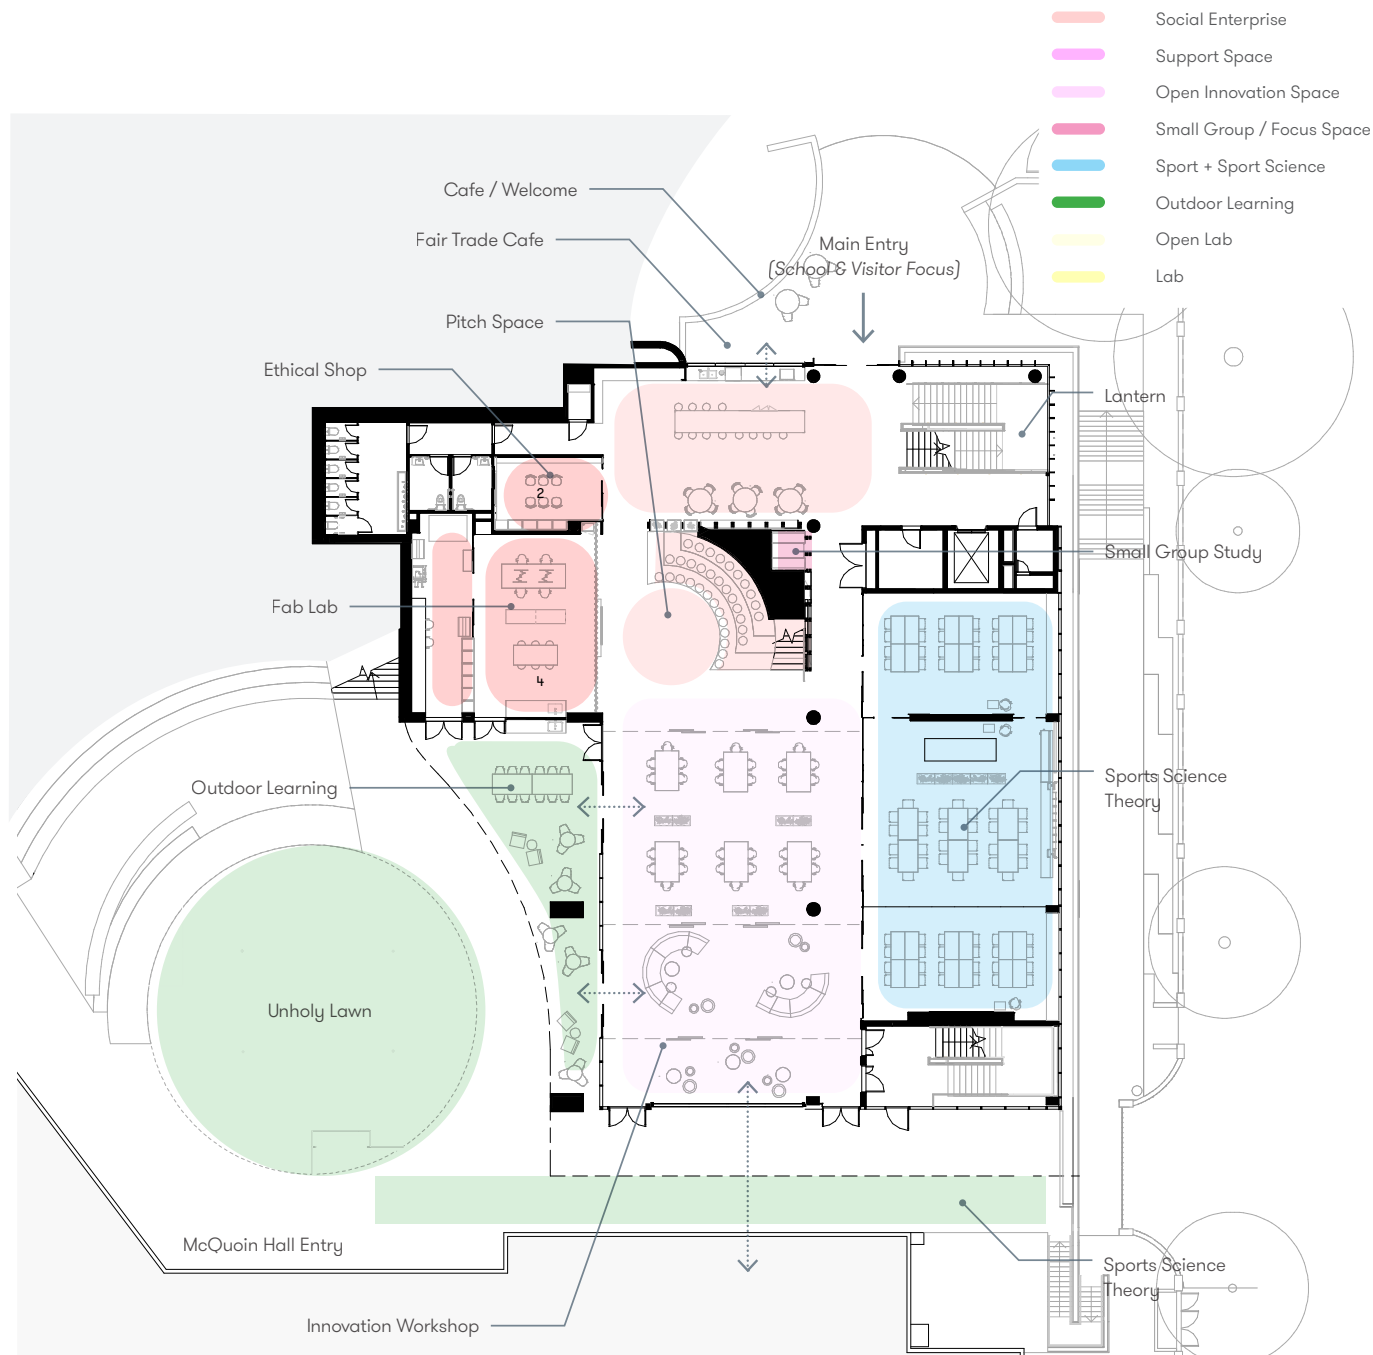 Social Enterprise
Support Space
Open Innovation Space
Small Group / Focus Space
Sport + Sport Science
Outdoor Learning
Open Lab
Lab
Cafe / Welcome
Fair Trade Cafe
Main Entry
(School & Visitor Focus)
Pitch Space
Ethical Shop
Lantern
2
Small Group Study
Fab Lab
4
Outdoor Learning
Sports Science
Theory
Unholy Lawn
McQuoin Hall Entry
Sports Science
Theory
Innovation Workshop